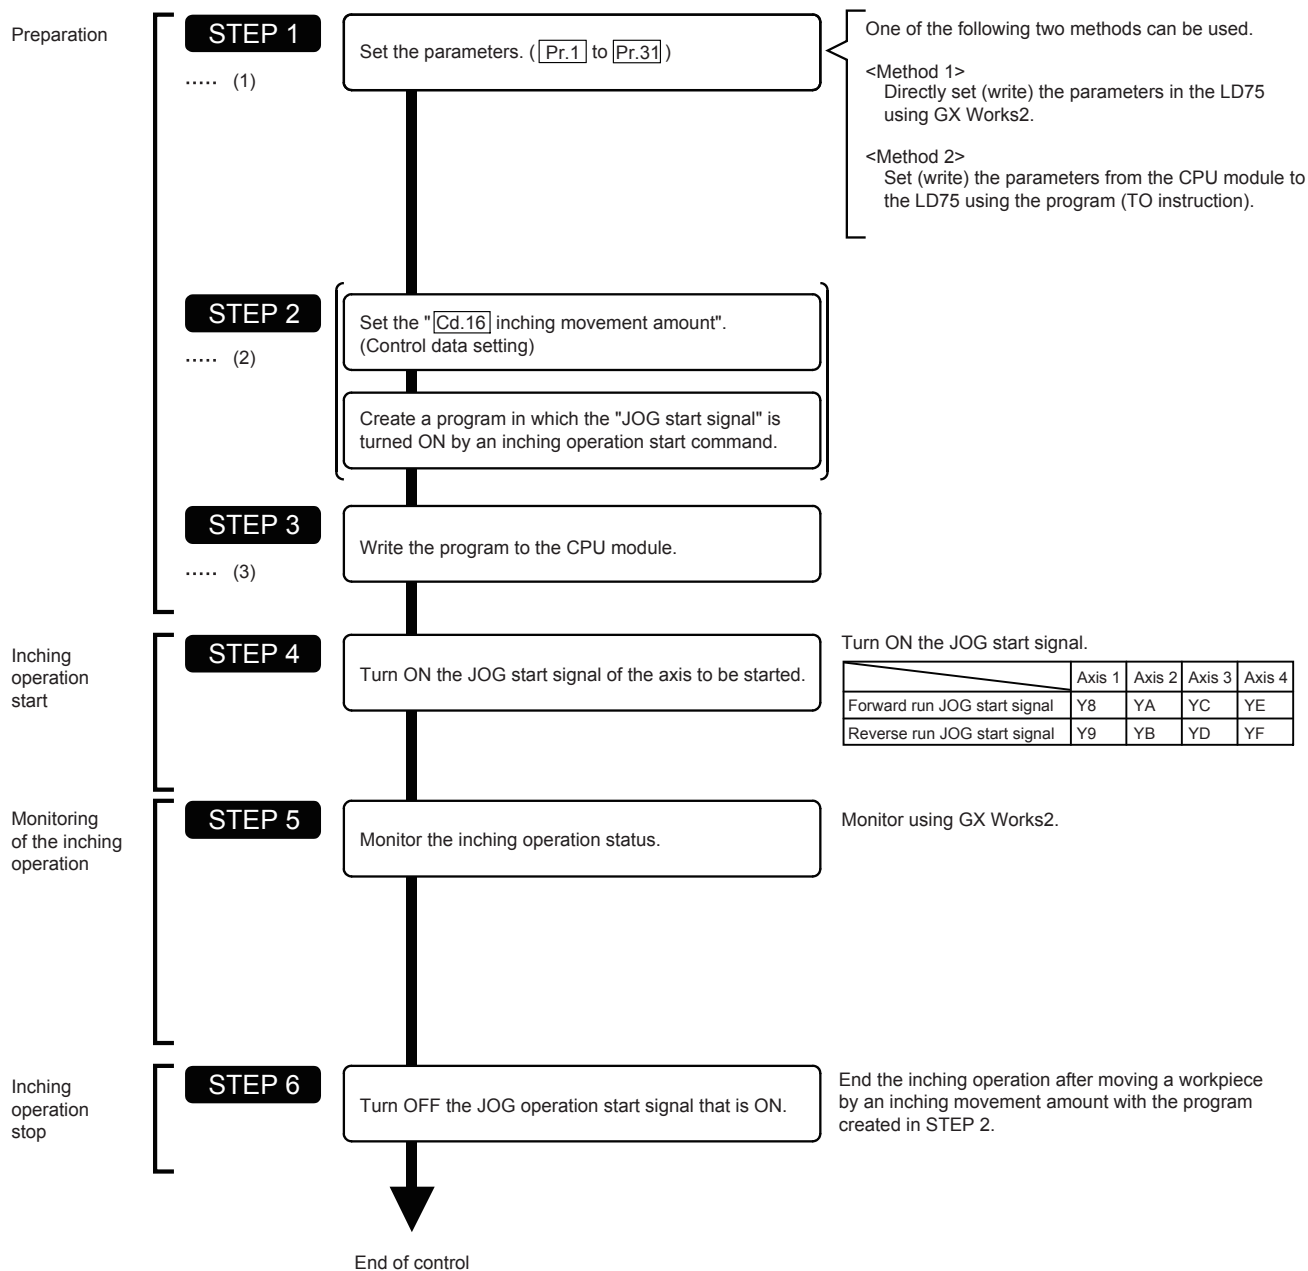 Preparation
STEP 1
..... (1)
Set the parameters. ( Pr.1 to Pr.31 )
One of the following two methods can be used.
<Method 1>
Directly set (write) the parameters in the LD75
using GX Works2.
<Method 2>
Set (write) the parameters from the CPU module to
the LD75 using the program (TO instruction).
STEP 2
..... (2)
Set the " Cd.16 inching movement amount".
(Control data setting)
Create a program in which the "JOG start signal" is
turned ON by an inching operation start command.
STEP 3
..... (3)
Write the program to the CPU module.
Inching
operation
start
STEP 4
Turn ON the JOG start signal of the axis to be started.
Turn ON the JOG start signal.
Axis 1 Axis 2 Axis 3 Axis 4
Forward run JOG start signal Y8 YA YC YE
Reverse run JOG start signal Y9 YB YD YF
Monitoring
of the inching
operation
STEP 5
Monitor the inching operation status.
Monitor using GX Works2.
Inching
operation
stop
STEP 6
Turn OFF the JOG operation start signal that is ON.
End the inching operation after moving a workpiece
by an inching movement amount with the program
created in STEP 2.
End of control